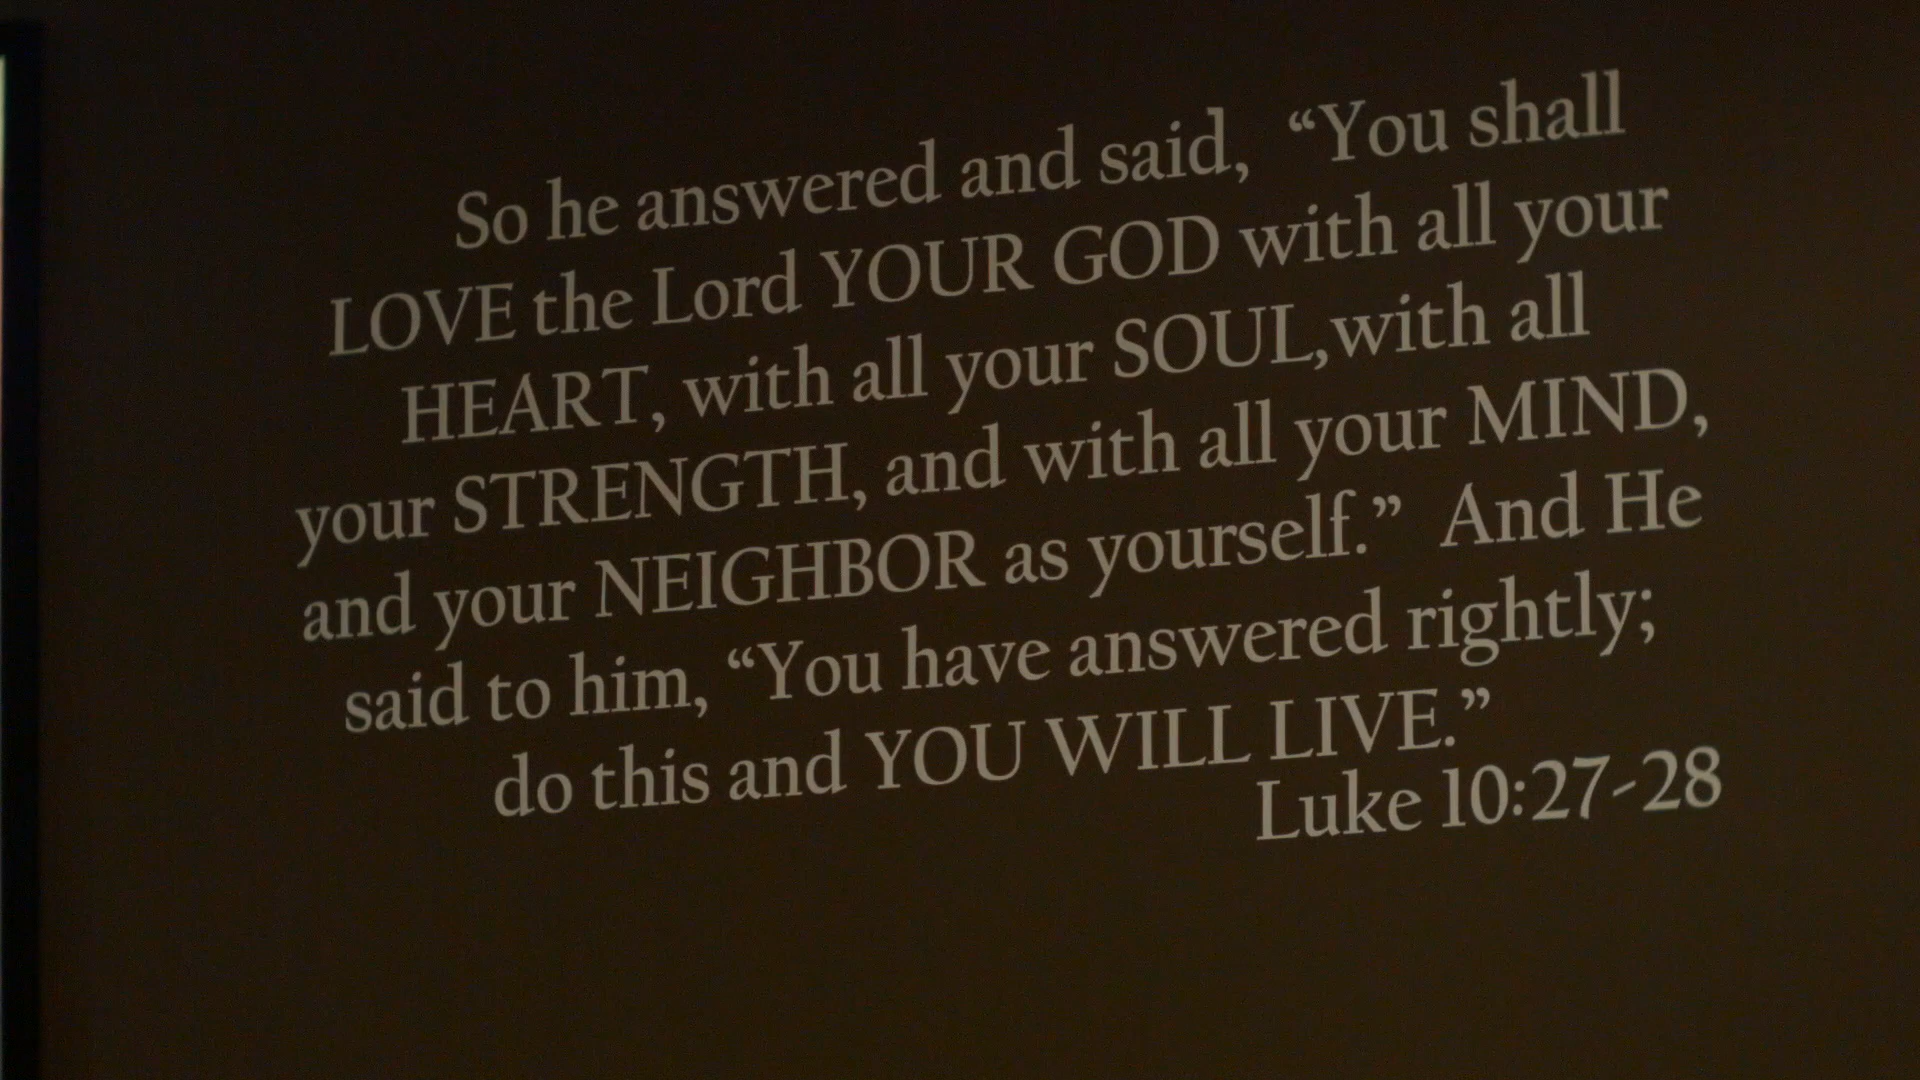 So he answered and said, “You shall
LOVE the Lord YOUR GOD with all your
HEART, with all your SOUL,with all
your STRENGTH, and with all your MIND,
and your NEIGHBOR as yourself.” And He
said to him, “You have answered rightly;
do this and YOU WILL LIVE.”
Luke 10:27-28